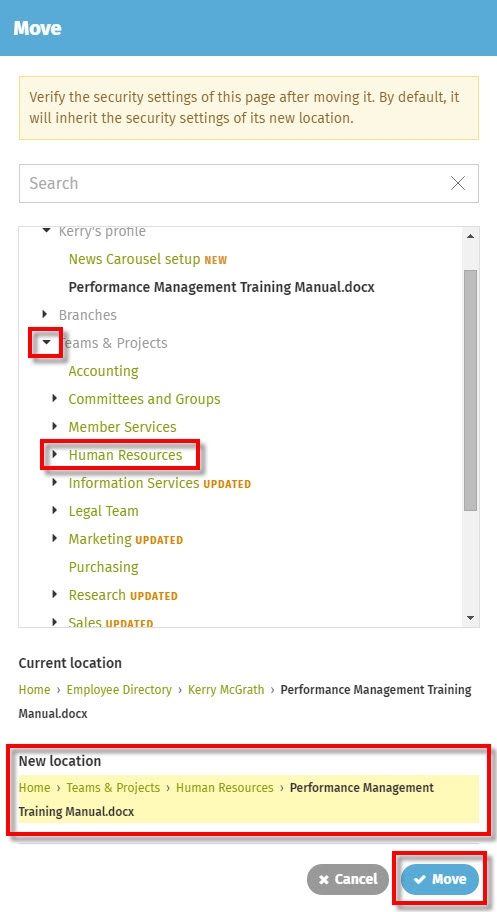 Move
Verify the security settings of this page after moving it. By default, it
will inherit the security settings of its new location.
Search
Kerry's profile
News Carousel setup NEW
Performance Management Training Manual.docx
Branches
Teams & Projects
Accounting
Committees and Groups
Member Services
Human Resources
Information Services UPDATED
Legal Team
Marketing UPDATED
Purchasing
Research UPDATED
Sales UPDATED
Current location
Home › Employee Directory › Kerry McGrath › Performance Management Training
Manual.docx
New location
Home › Teams & Projects › Human Resources › Performance Management
Training Manual.docx
Cancel Move